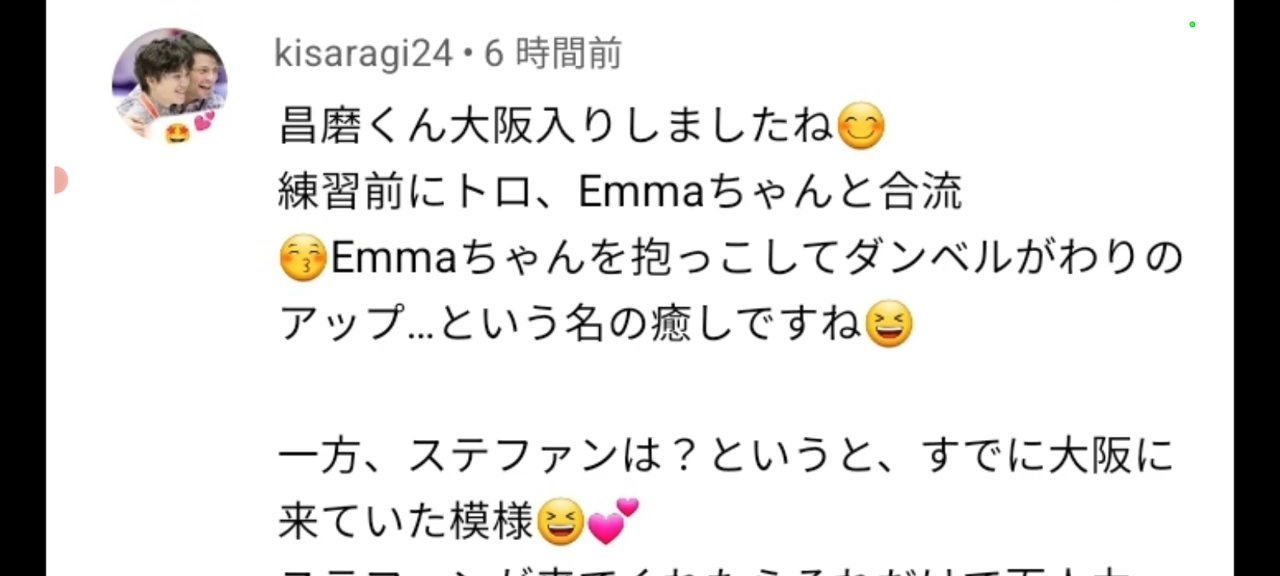 kisaragi24 • 6 時間前
昌磨くん大阪入りしましたね😊
練習前にトロ、Emmaちゃんと合流
😚Emmaちゃんを抱っこしてダンベルがわりの
アップ...という名の癒しですね😆
一方、ステファンは？というと、すでに大阪に
来ていた模様😆💕